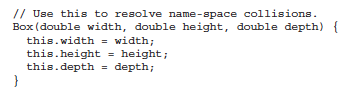 // Use this to resolve name-space collisions.
Box(double width, double height, double depth) {
  this.width = width;
  this.height = height;
  this.depth = depth;
}